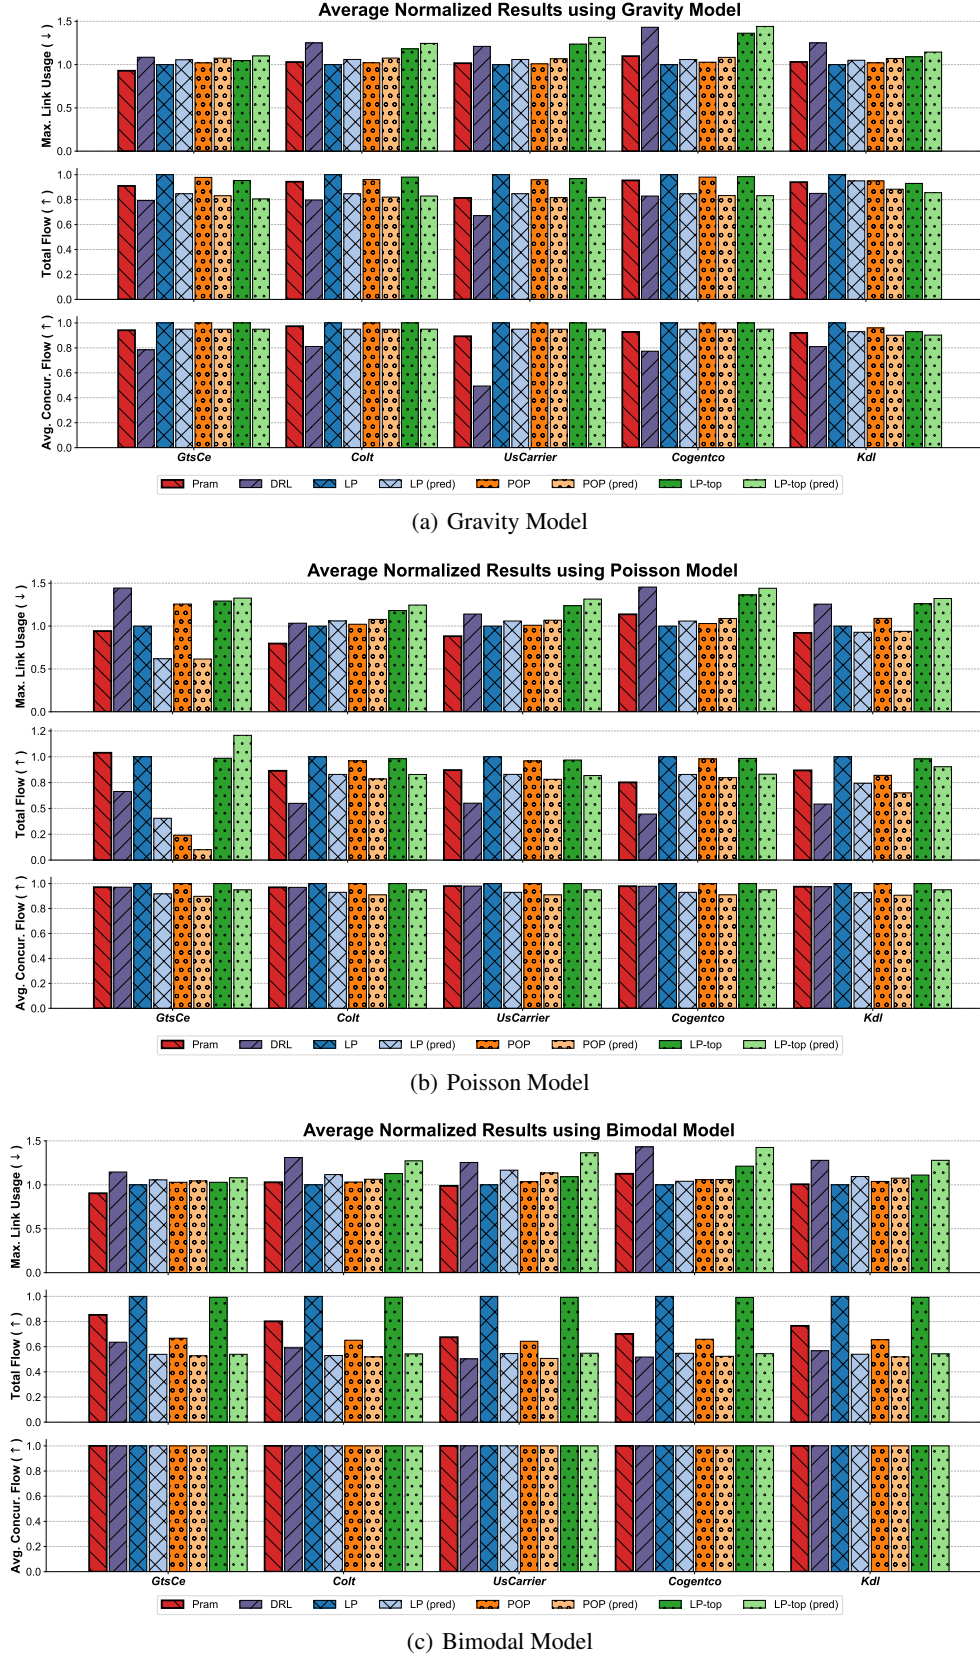 Average Normalized Results using Gravity Model
Max. Link Usage (↓)
1.5
1.0
0.5
0.0
Total Flow (↑)
1.0
0.8
0.6
0.4
0.2
0.0
Avg. Concur. Flow (↑)
1.0
0.8
0.6
0.4
0.2
0.0
GtsCe Colt UsCarrier Cogentco Kdl
Pram DRL LP LP (pred) POP POP (pred) LP-top LP-top (pred)
(a) Gravity Model
Average Normalized Results using Poisson Model
Max. Link Usage (↓)
1.5
1.0
0.5
0.0
Total Flow (↑)
1.2
1.0
0.8
0.5
0.2
0.0
Avg. Concur. Flow (↑)
1.0
0.8
0.6
0.4
0.2
0.0
GtsCe Colt UsCarrier Cogentco Kdl
Pram DRL LP LP (pred) POP POP (pred) LP-top LP-top (pred)
(b) Poisson Model
Average Normalized Results using Bimodal Model
Max. Link Usage (↓)
1.5
1.0
0.5
0.0
Total Flow (↑)
1.0
0.8
0.6
0.4
0.2
0.0
Avg. Concur. Flow (↑)
1.0
0.8
0.6
0.4
0.2
0.0
GtsCe Colt UsCarrier Cogentco Kdl
Pram DRL LP LP (pred) POP POP (pred) LP-top LP-top (pred)
(c) Bimodal Model